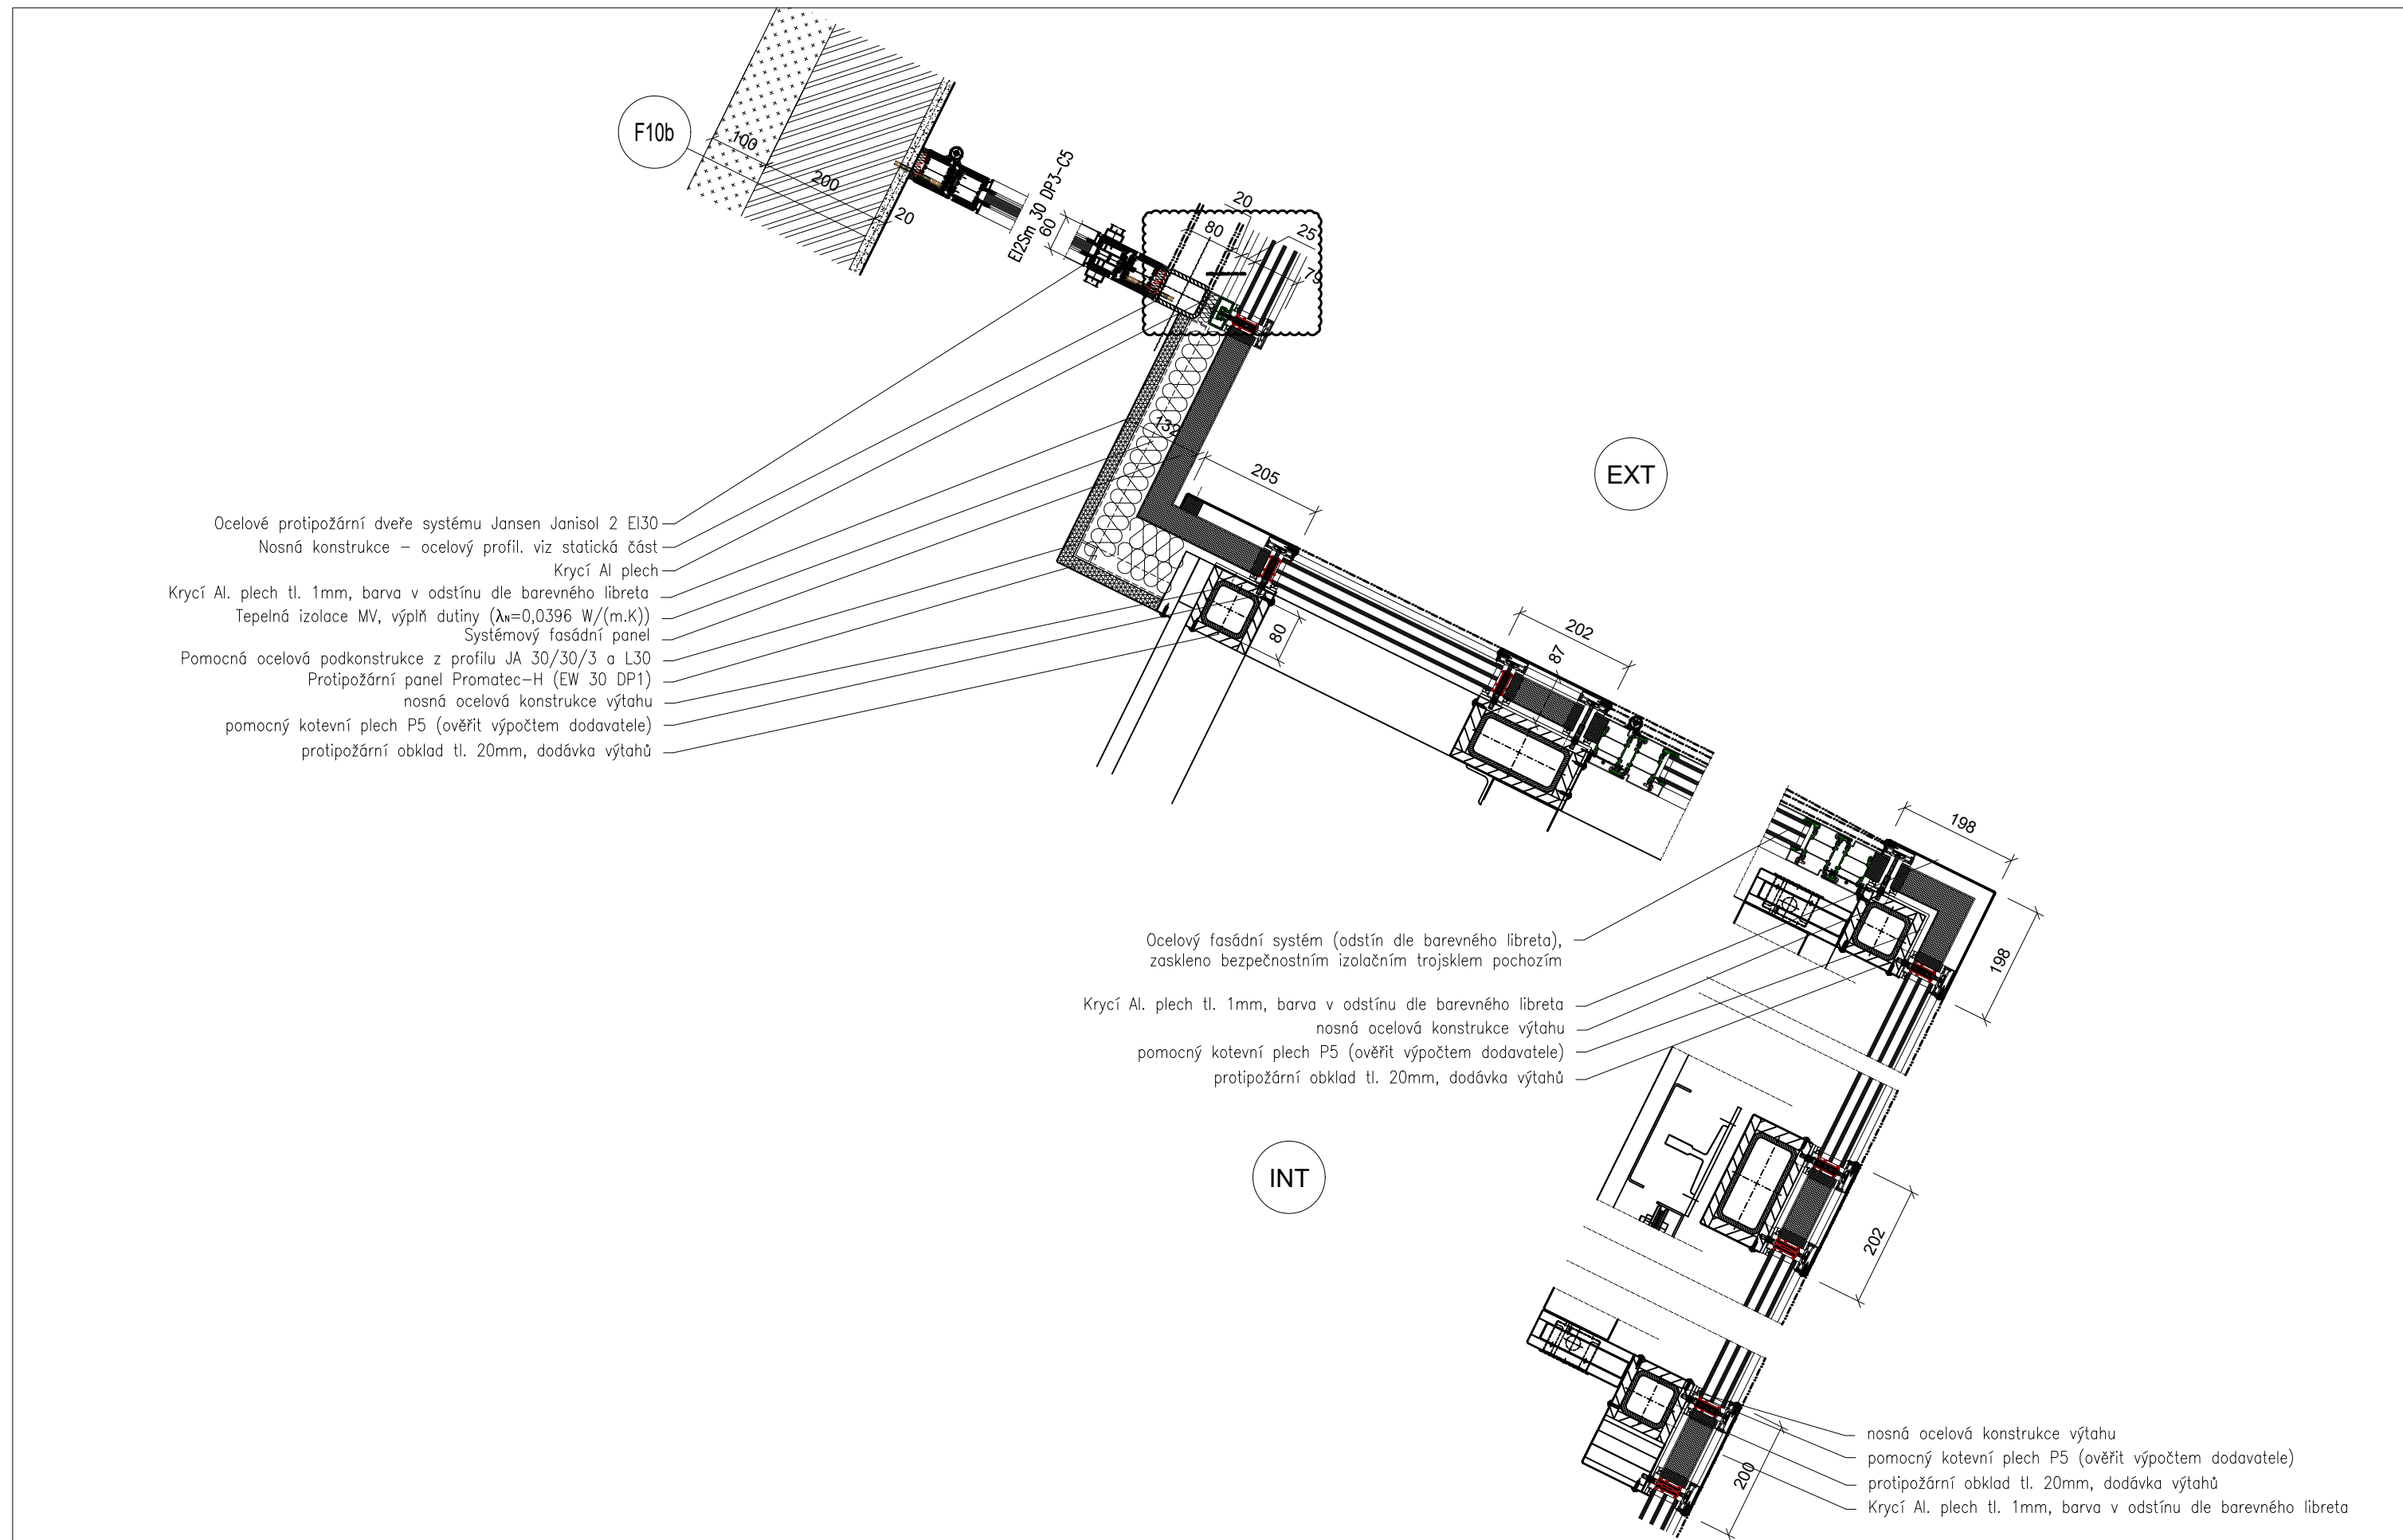 F10b
100
200
20
EI2Sm 30 DP3-C5
60
20
80
25
79
132
205
EXT
80
202
87
Ocelové protipožární dveře systému Jansen Janisol 2 EI30
Nosná konstrukce – ocelový profil. viz statická část
Krycí Al plech
Krycí Al. plech tl. 1mm, barva v odstínu dle barevného libreta
Tepelná izolace MV, výplň dutiny (λN=0,0396 W/(m.K))
Systémový fasádní panel
Pomocná ocelová podkonstrukce z profilu JA 30/30/3 a L30
Protipožární panel Promatec-H (EW 30 DP1)
nosná ocelová konstrukce výtahu
pomocný kotevní plech P5 (ověřit výpočtem dodavatele)
protipožární obklad tl. 20mm, dodávka výtahů
198
198
Ocelový fasádní systém (odstín dle barevného libreta),
zaskleno bezpečnostním izolačním trojsklem pochozím
Krycí Al. plech tl. 1mm, barva v odstínu dle barevného libreta
nosná ocelová konstrukce výtahu
pomocný kotevní plech P5 (ověřit výpočtem dodavatele)
protipožární obklad tl. 20mm, dodávka výtahů
INT
202
200
nosná ocelová konstrukce výtahu
pomocný kotevní plech P5 (ověřit výpočtem dodavatele)
protipožární obklad tl. 20mm, dodávka výtahů
Krycí Al. plech tl. 1mm, barva v odstínu dle barevného libreta